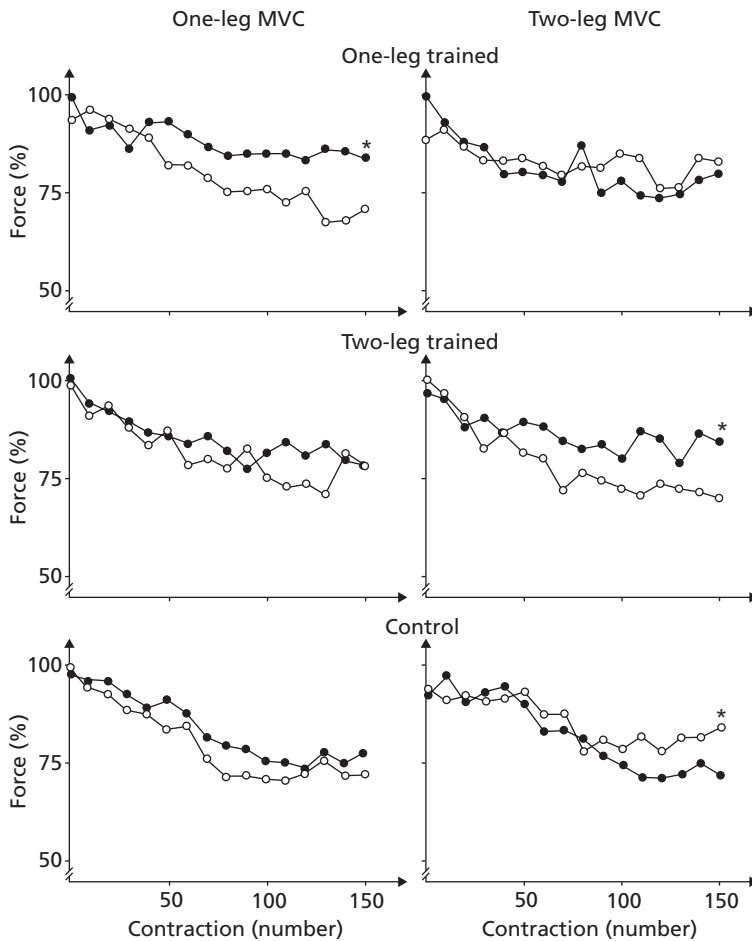 One-leg MVC Two-leg MVC
One-leg trained
100
*
75
50
Force (%)
Two-leg trained
100
*
75
50
Force (%)
Control
100
*
75
50
Force (%)
50 100 150 50 100 150
Contraction (number) Contraction (number)